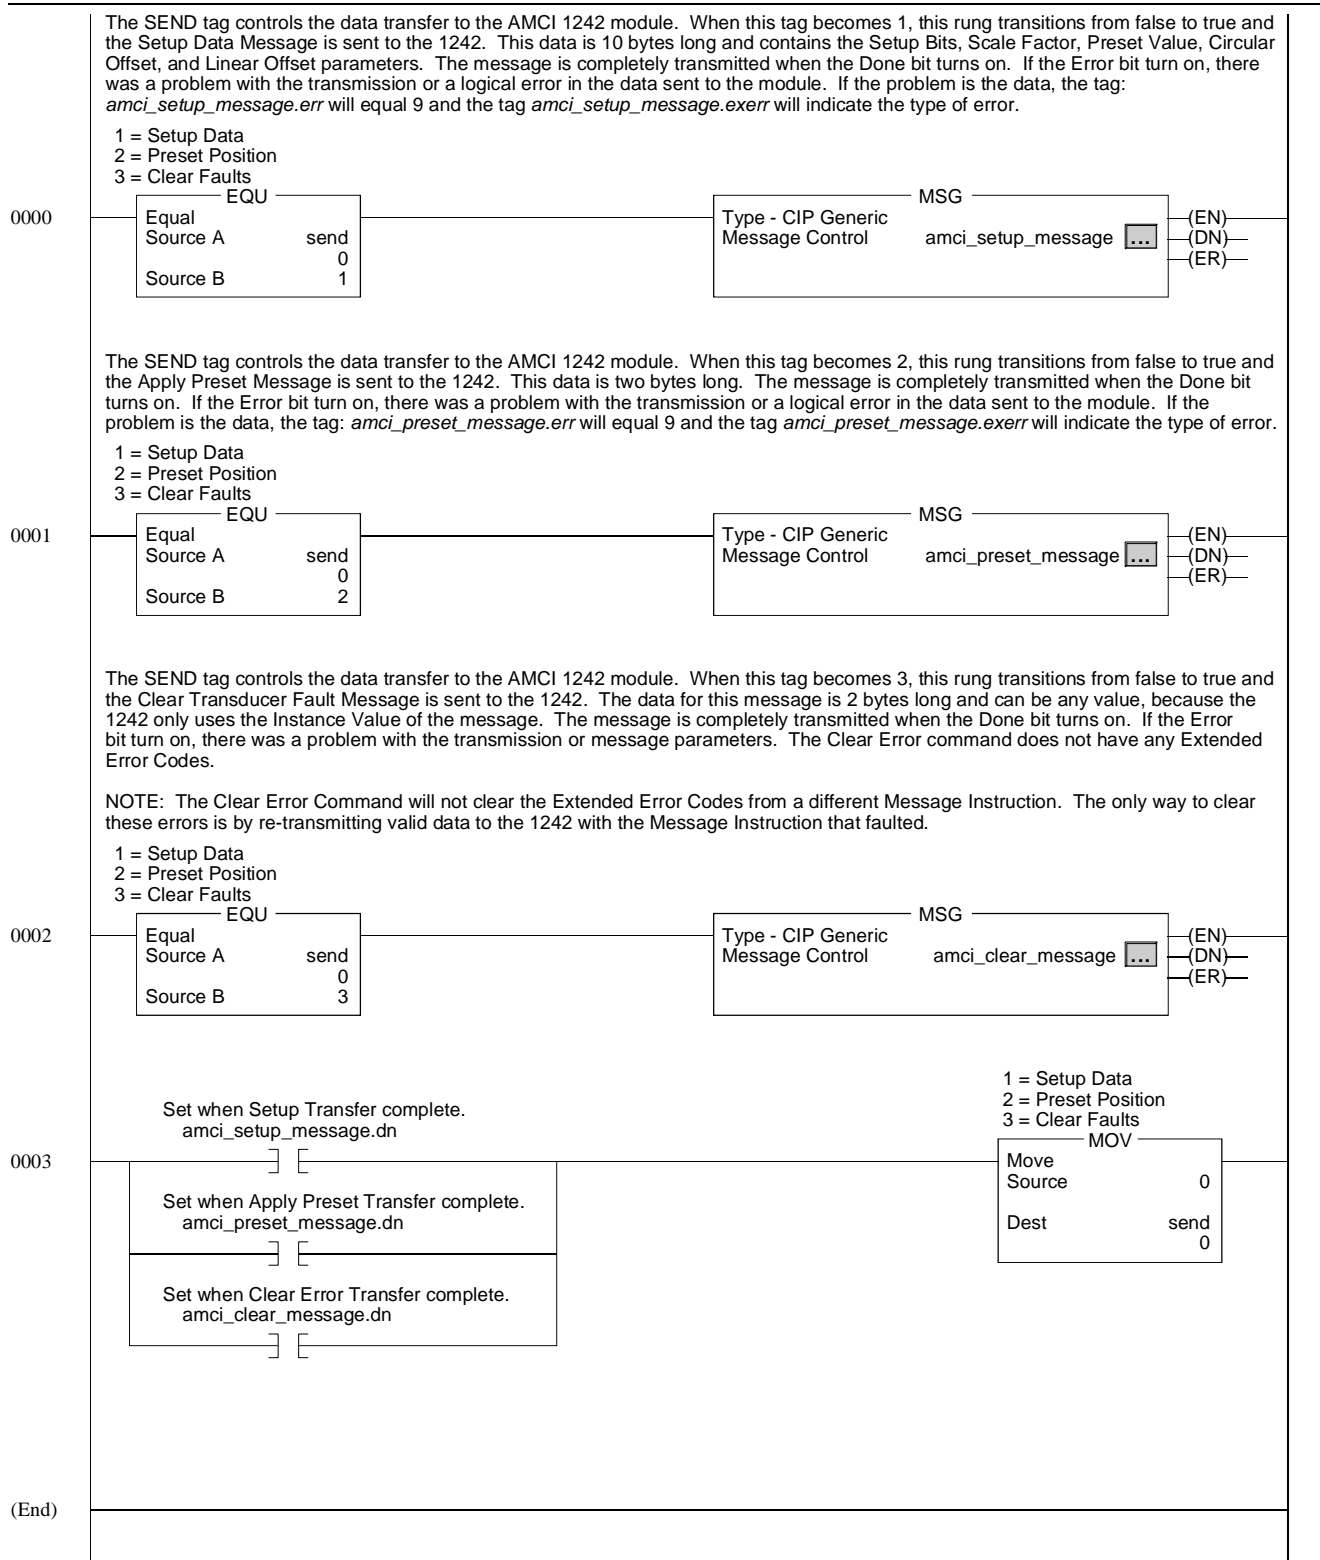 The SEND tag controls the data transfer to the AMCI 1242 module. When this tag becomes 1, this rung transitions from false to true and
the Setup Data Message is sent to the 1242. This data is 10 bytes long and contains the Setup Bits, Scale Factor, Preset Value, Circular
Offset, and Linear Offset parameters. The message is completely transmitted when the Done bit turns on. If the Error bit turn on, there
was a problem with the transmission or a logical error in the data sent to the module. If the problem is the data, the tag:
amci_setup_message.err will equal 9 and the tag amci_setup_message.exerr will indicate the type of error.
1 = Setup Data
2 = Preset Position
3 = Clear Faults
EQU
MSG
0000
Equal
Type - CIP Generic
(EN)
Source A send
Message Control amci_setup_message ...
(DN)
0
(ER)
Source B 1
The SEND tag controls the data transfer to the AMCI 1242 module. When this tag becomes 2, this rung transitions from false to true and
the Apply Preset Message is sent to the 1242. This data is two bytes long. The message is completely transmitted when the Done bit
turns on. If the Error bit turn on, there was a problem with the transmission or a logical error in the data sent to the module. If the
problem is the data, the tag: amci_preset_message.err will equal 9 and the tag amci_preset_message.exerr will indicate the type of error.
1 = Setup Data
2 = Preset Position
3 = Clear Faults
EQU
MSG
0001
Equal
Type - CIP Generic
(EN)
Source A send
Message Control amci_preset_message ...
(DN)
0
(ER)
Source B 2
The SEND tag controls the data transfer to the AMCI 1242 module. When this tag becomes 3, this rung transitions from false to true and
the Clear Transducer Fault Message is sent to the 1242. The data for this message is 2 bytes long and can be any value, because the
1242 only uses the Instance Value of the message. The message is completely transmitted when the Done bit turns on. If the Error
bit turn on, there was a problem with the transmission or message parameters. The Clear Error command does not have any Extended
Error Codes.
NOTE: The Clear Error Command will not clear the Extended Error Codes from a different Message Instruction. The only way to clear
these errors is by re-transmitting valid data to the 1242 with the Message Instruction that faulted.
1 = Setup Data
2 = Preset Position
3 = Clear Faults
EQU
MSG
0002
Equal
Type - CIP Generic
(EN)
Source A send
Message Control amci_clear_message ...
(DN)
0
(ER)
Source B 3
1 = Setup Data
2 = Preset Position
3 = Clear Faults
Set when Setup Transfer complete.
amci_setup_message.dn
MOV
0003
Move
Source 0
Dest send
0
Set when Apply Preset Transfer complete.
amci_preset_message.dn
Set when Clear Error Transfer complete.
amci_clear_message.dn
(End)